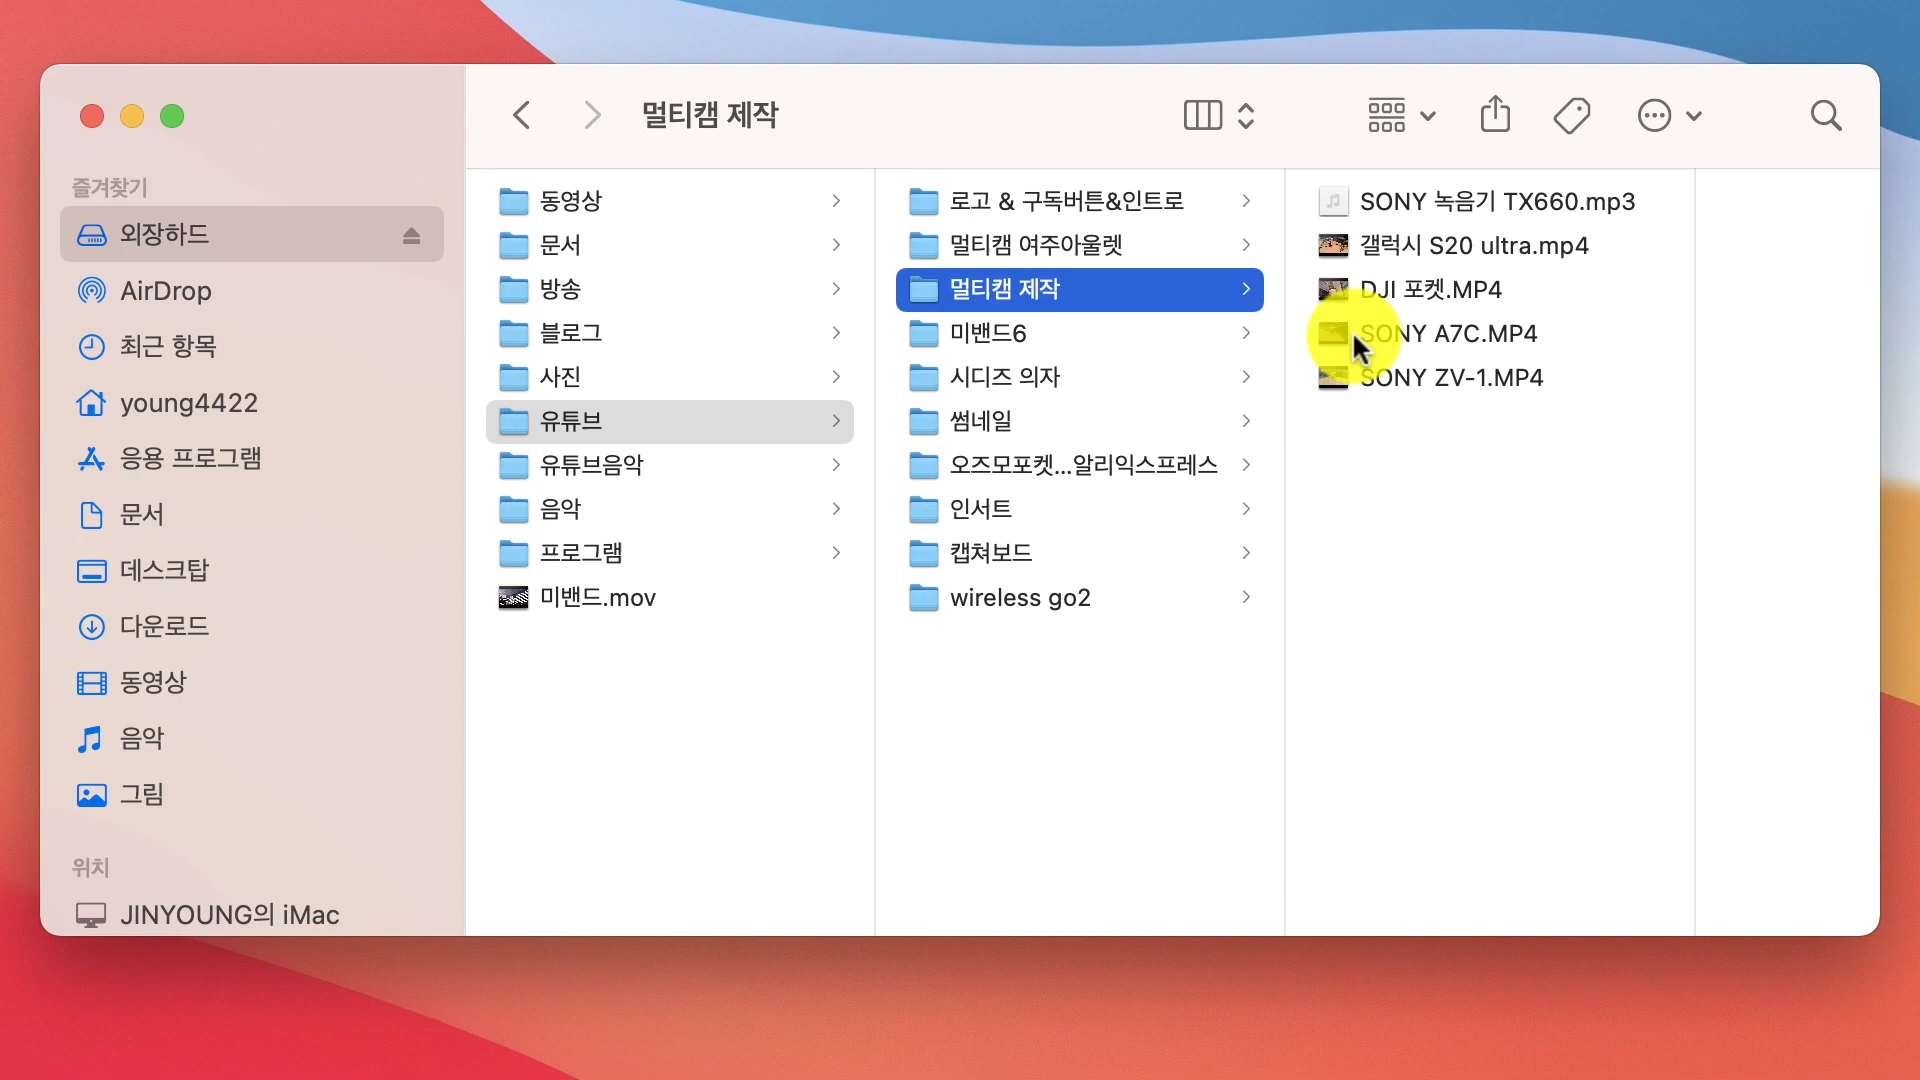 멀티캠 제작
즐겨찾기
외장하드
AirDrop
최근 항목
young4422
응용 프로그램
문서
데스크탑
다운로드
동영상
음악
그림
위치
JINYOUNG의 iMac
동영상
문서
방송
블로그
사진
유튜브
유튜브음악
음악
프로그램
미밴드.mov
로고 & 구독버튼&인트로
멀티캠 여주아울렛
멀티캠 제작
미밴드6
시디즈 의자
썸네일
오즈모포켓...알리익스프레스
인서트
캡쳐보드
wireless go2
SONY 녹음기 TX660.mp3
갤럭시 S20 ultra.mp4
DJI 포켓.MP4
SONY A7C.MP4
SONY ZV-1.MP4